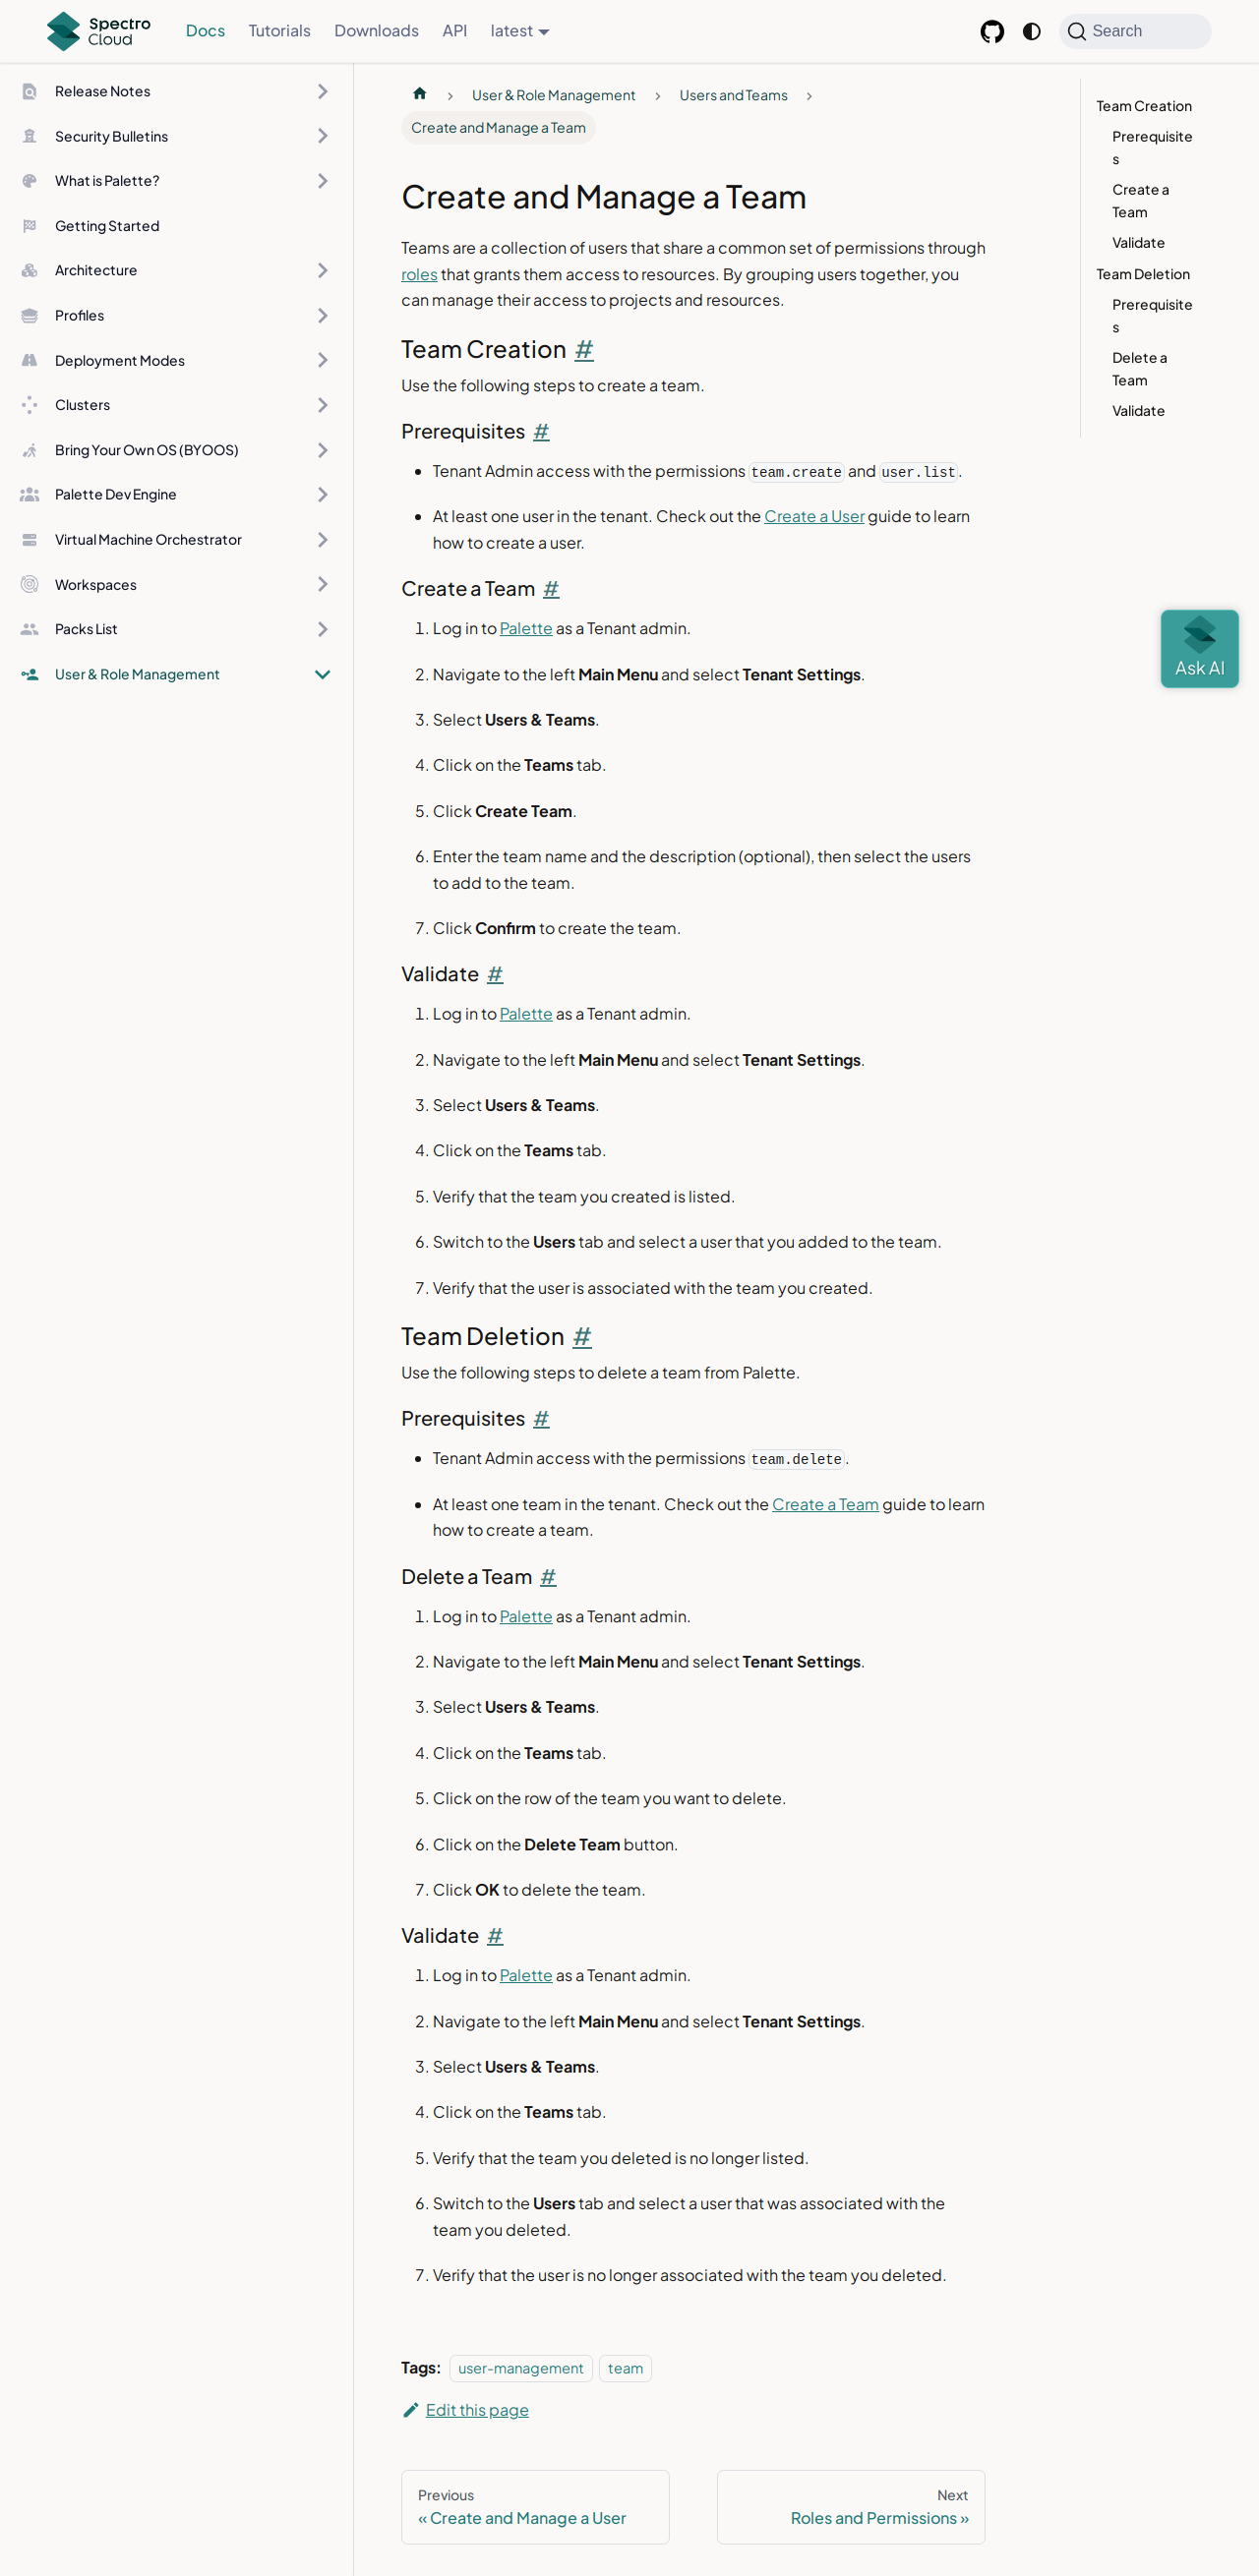 Spectro
Cloud
Docs
Tutorials
Downloads
API
latest
Search
Release Notes
Security Bulletins
What is Palette?
Getting Started
Architecture
Profiles
Deployment Modes
Clusters
Bring Your Own OS (BYOOS)
Palette Dev Engine
Virtual Machine Orchestrator
Workspaces
Packs List
User & Role Management
User & Role Management
Users and Teams
Create and Manage a Team
Create and Manage a Team
Teams are a collection of users that share a common set of permissions through
roles that grants them access to resources. By grouping users together, you
can manage their access to projects and resources.
Team Creation #
Use the following steps to create a team.
Prerequisites #
Tenant Admin access with the permissions team.create and user.list.
At least one user in the tenant. Check out the Create a User guide to learn
how to create a user.
Create a Team #
1. Log in to Palette as a Tenant admin.
2. Navigate to the left Main Menu and select Tenant Settings.
3. Select Users & Teams.
4. Click on the Teams tab.
5. Click Create Team.
6. Enter the team name and the description (optional), then select the users
to add to the team.
7. Click Confirm to create the team.
Validate #
1. Log in to Palette as a Tenant admin.
2. Navigate to the left Main Menu and select Tenant Settings.
3. Select Users & Teams.
4. Click on the Teams tab.
5. Verify that the team you created is listed.
6. Switch to the Users tab and select a user that you added to the team.
7. Verify that the user is associated with the team you created.
Team Deletion #
Use the following steps to delete a team from Palette.
Prerequisites #
Tenant Admin access with the permissions team.delete.
At least one team in the tenant. Check out the Create a Team guide to learn
how to create a team.
Delete a Team #
1. Log in to Palette as a Tenant admin.
2. Navigate to the left Main Menu and select Tenant Settings.
3. Select Users & Teams.
4. Click on the Teams tab.
5. Click on the row of the team you want to delete.
6. Click on the Delete Team button.
7. Click OK to delete the team.
Validate #
1. Log in to Palette as a Tenant admin.
2. Navigate to the left Main Menu and select Tenant Settings.
3. Select Users & Teams.
4. Click on the Teams tab.
5. Verify that the team you deleted is no longer listed.
6. Switch to the Users tab and select a user that was associated with the
team you deleted.
7. Verify that the user is no longer associated with the team you deleted.
Tags: user-management team
Edit this page
Previous
« Create and Manage a User
Next
Roles and Permissions »
Team Creation
Prerequisite
s
Create a
Team
Validate
Team Deletion
Prerequisite
s
Delete a
Team
Validate
Ask AI